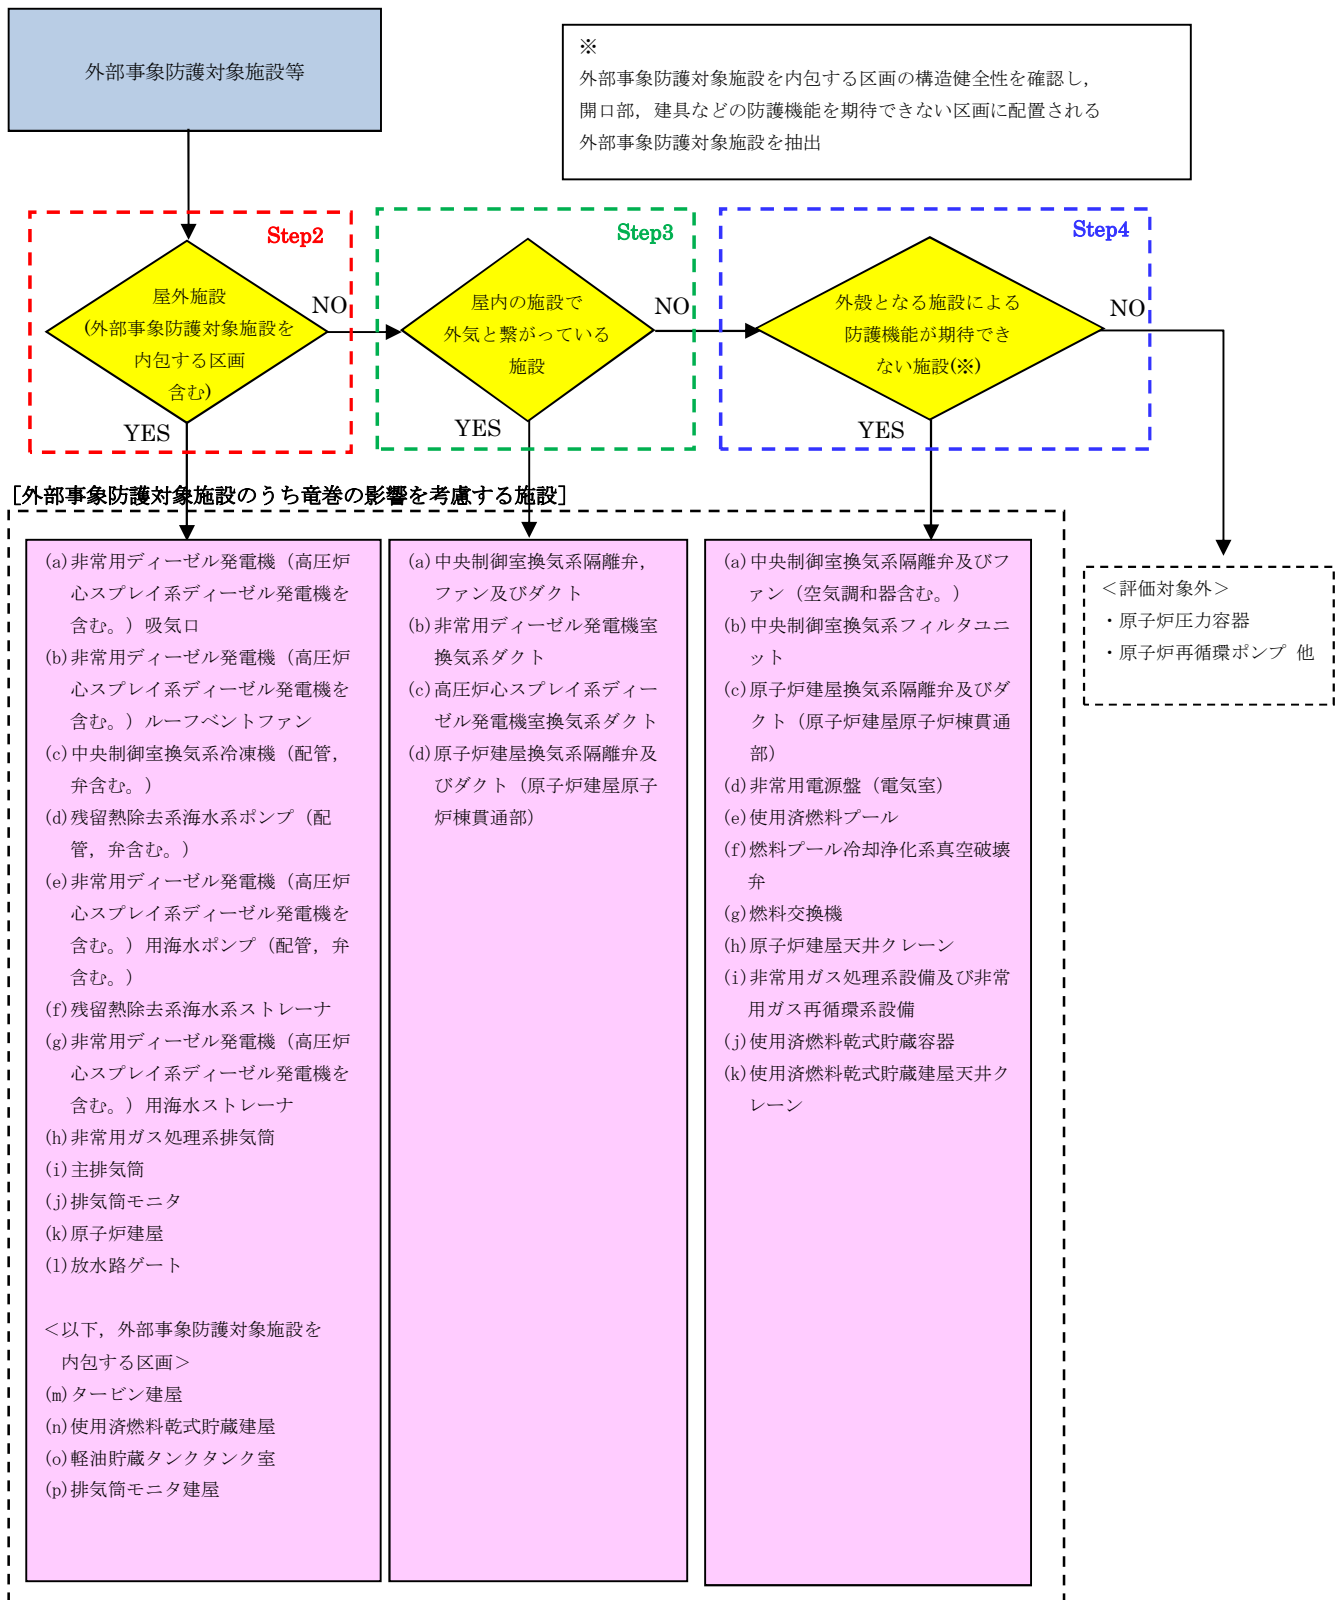 外部事象防護対象施設等
※
外部事象防護対象施設を内包する区画の構造健全性を確認し，
開口部，建具などの防護機能を期待できない区画に配置される
外部事象防護対象施設を抽出
Step2
屋外施設
(外部事象防護対象施設を
内包する区画
含む)
NO
YES
Step3
屋内の施設で
外気と繋がっている
施設
NO
YES
Step4
外殻となる施設による
防護機能が期待でき
ない施設(※)
NO
YES
[外部事象防護対象施設のうち竜巻の影響を考慮する施設]
(a)非常用ディーゼル発電機（高圧炉
心スプレイ系ディーゼル発電機を
含む。）吸気口
(b)非常用ディーゼル発電機（高圧炉
心スプレイ系ディーゼル発電機を
含む。）ルーフベントファン
(c)中央制御室換気系冷凍機（配管，
弁含む。）
(d)残留熱除去系海水系ポンプ（配
管，弁含む。）
(e)非常用ディーゼル発電機（高圧炉
心スプレイ系ディーゼル発電機を
含む。）用海水ポンプ（配管，弁
含む。）
(f)残留熱除去系海水系ストレーナ
(g)非常用ディーゼル発電機（高圧炉
心スプレイ系ディーゼル発電機を
含む。）用海水ストレーナ
(h)非常用ガス処理系排気筒
(i)主排気筒
(j)排気筒モニタ
(k)原子炉建屋
(l)放水路ゲート
＜以下，外部事象防護対象施設を
内包する区画＞
(m)タービン建屋
(n)使用済燃料乾式貯蔵建屋
(o)軽油貯蔵タンクタンク室
(p)排気筒モニタ建屋
(a)中央制御室換気系隔離弁，
ファン及びダクト
(b)非常用ディーゼル発電機室
換気系ダクト
(c)高圧炉心スプレイ系ディー
ゼル発電機室換気系ダクト
(d)原子炉建屋換気系隔離弁及
びダクト（原子炉建屋原子
炉棟貫通部）
(a)中央制御室換気系隔離弁及びフ
ァン（空気調和器含む。）
(b)中央制御室換気系フィルタユニ
ット
(c)原子炉建屋換気系隔離弁及びダ
クト（原子炉建屋原子炉棟貫通
部）
(d)非常用電源盤（電気室）
(e)使用済燃料プール
(f)燃料プール冷却浄化系真空破壊
弁
(g)燃料交換機
(h)原子炉建屋天井クレーン
(i)非常用ガス処理系設備及び非常
用ガス再循環系設備
(j)使用済燃料乾式貯蔵容器
(k)使用済燃料乾式貯蔵建屋天井ク
レーン
＜評価対象外＞
・原子炉圧力容器
・原子炉再循環ポンプ 他